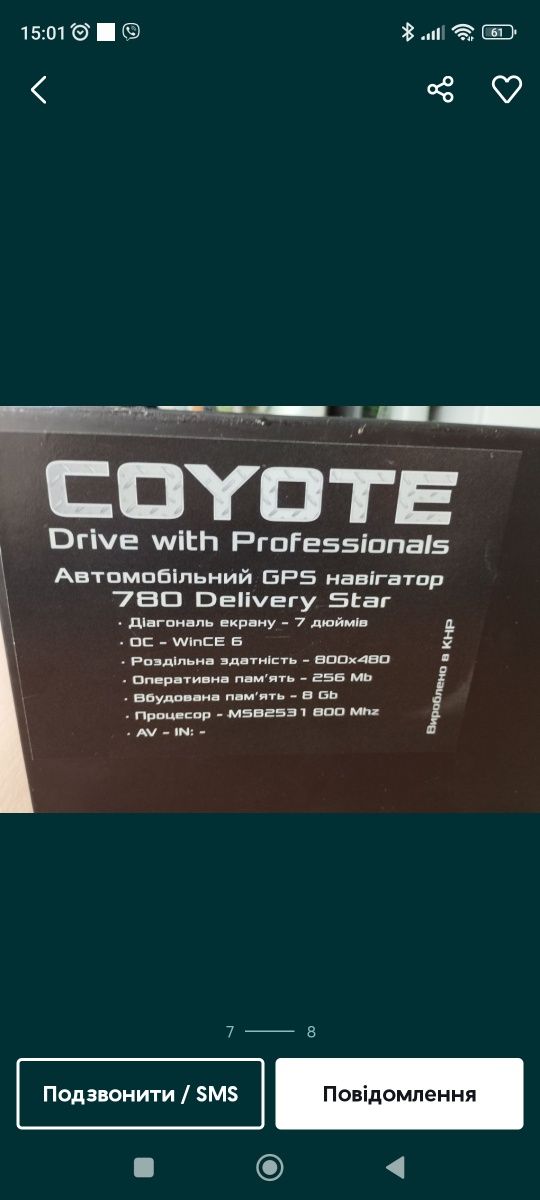 15:01
61
COYOTE
Drive with Professionals
Автомобільний GPS навігатор
780 Delivery Star
· Діагональ екрану - 7 дюймів
· ОС - WinCE 6
· Роздільна здатність - 800x480
· Оперативна пам'ять - 256 Mb
· Вбудована пам'ять - 8 Gb
· Процесор - MSB2531 800 Mhz
· AV - IN: -
Вироблено в КНР
7 8
Подзвонити / SMS
Повідомлення